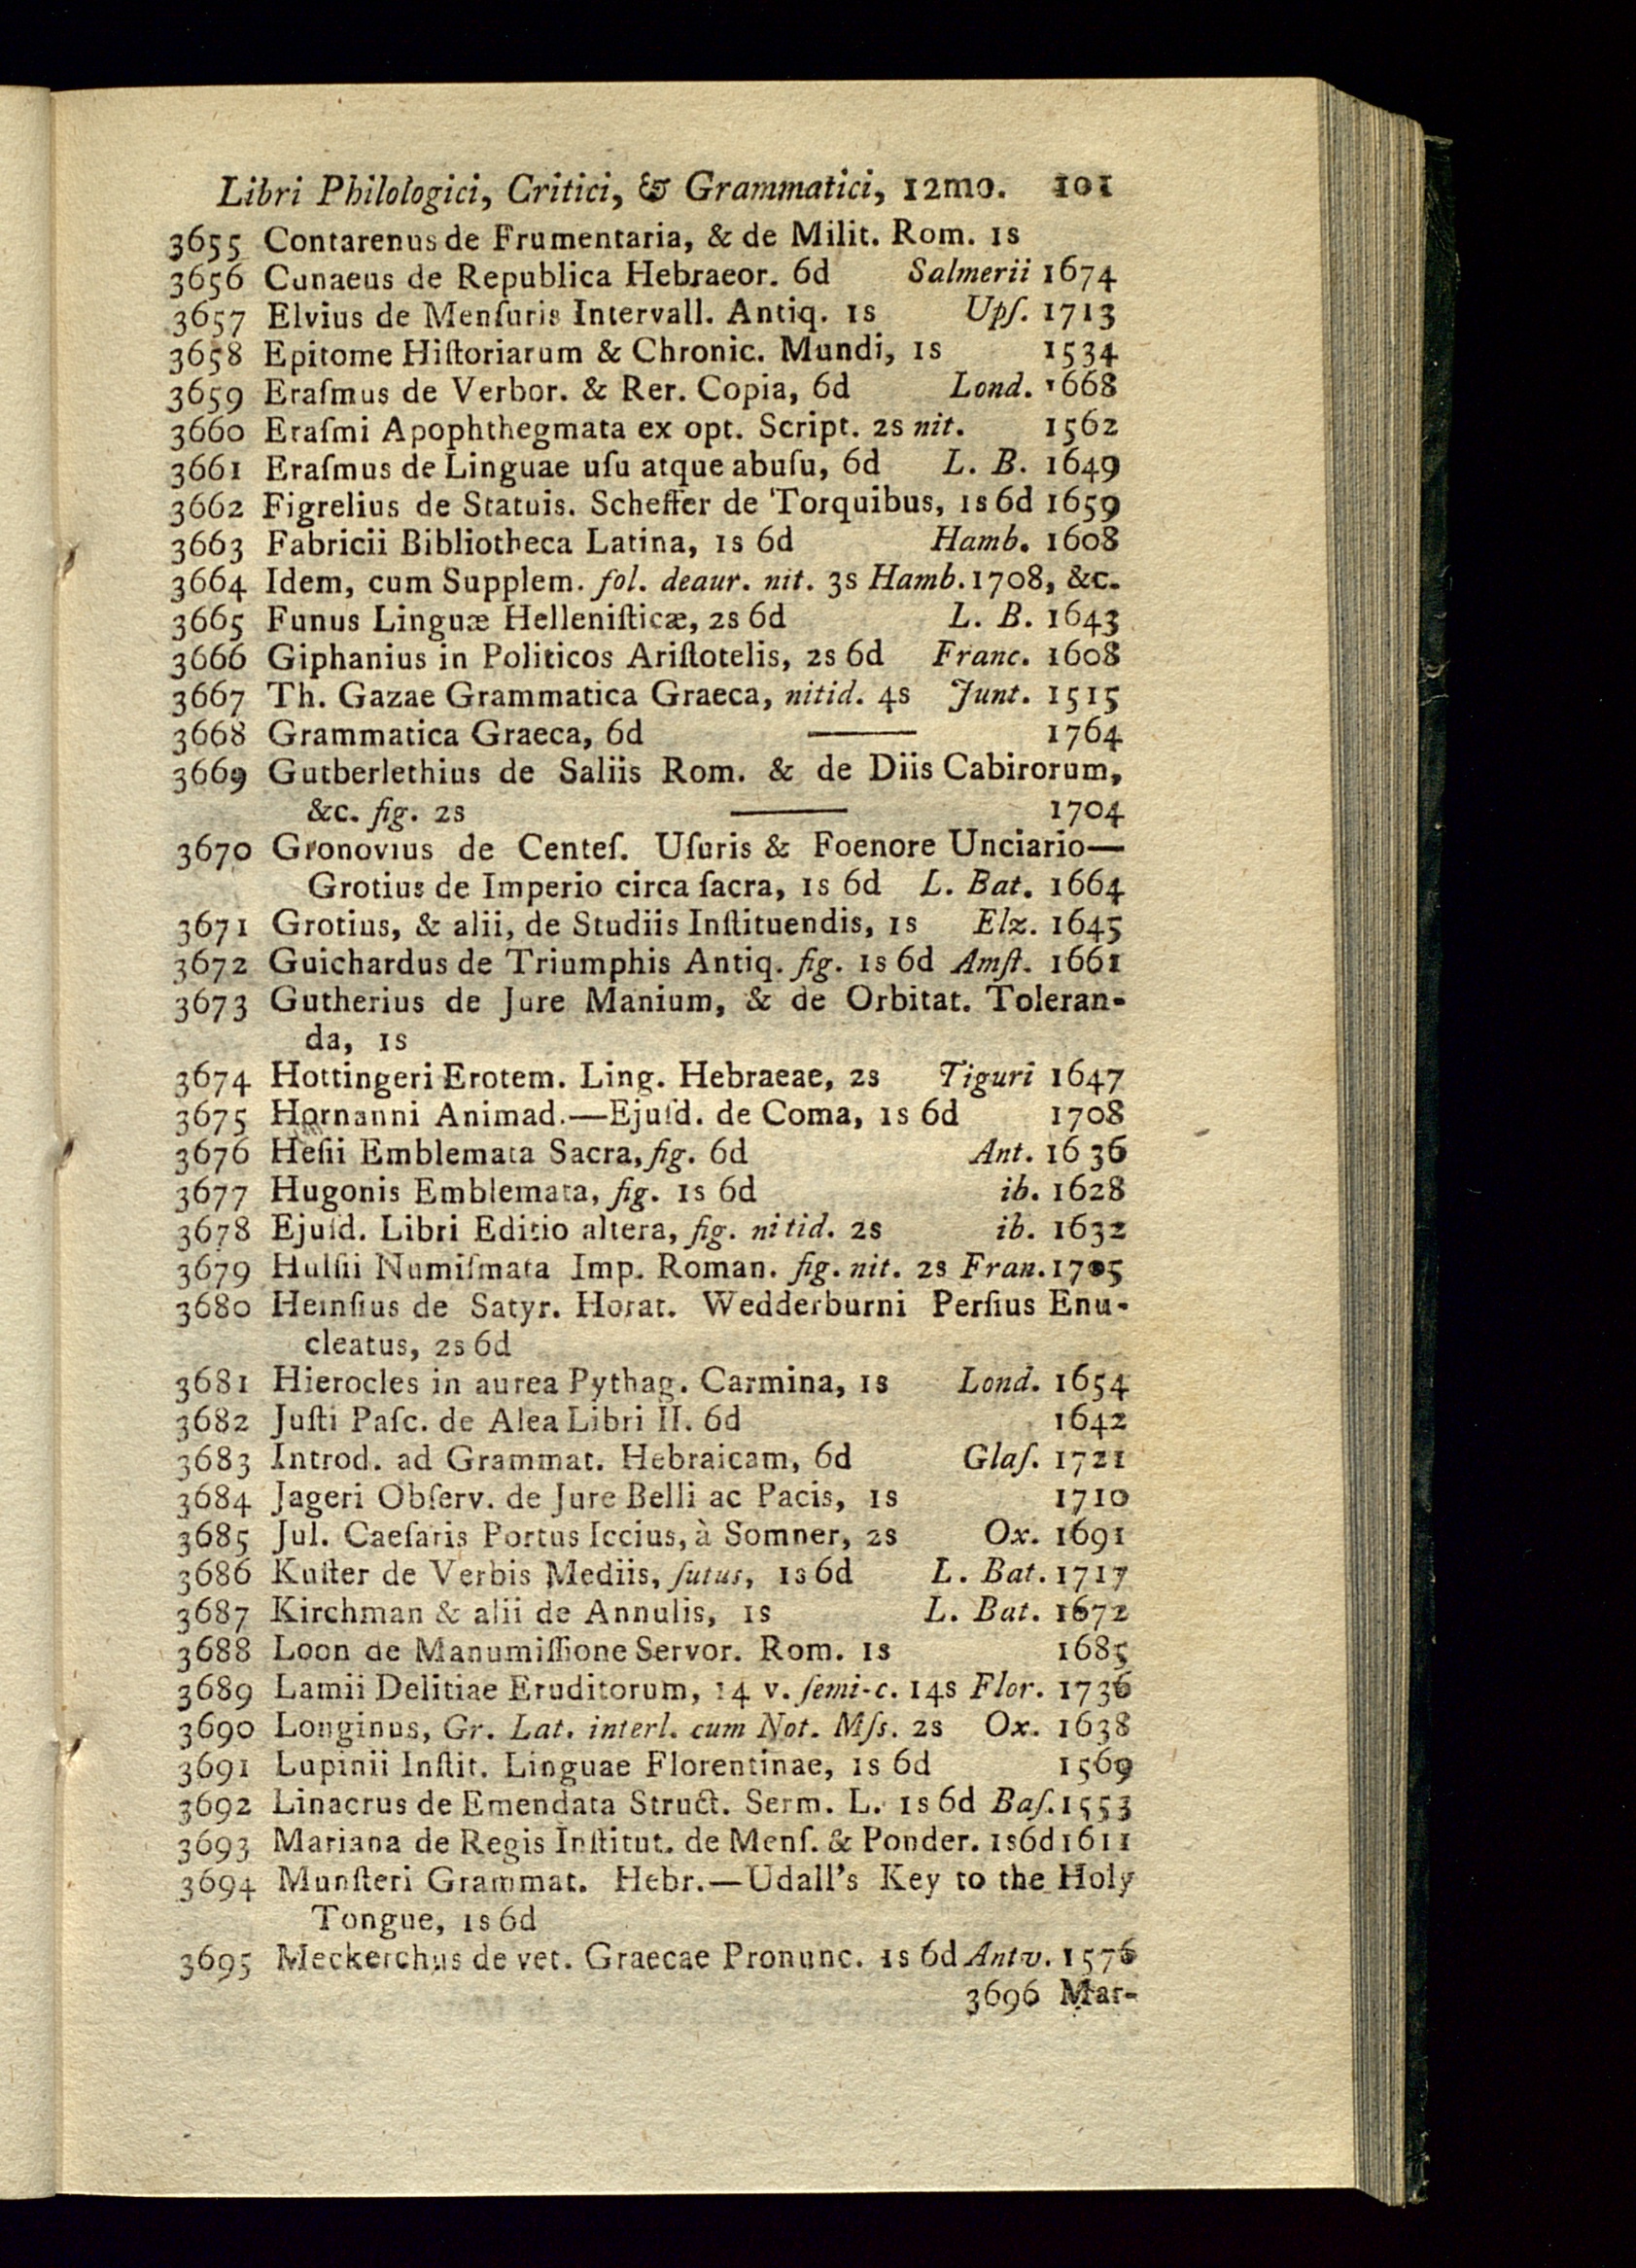 Libri Philologici, Critici, & Grammatici, 12mo. 101
3655 Contarenus de Frumentaria, & de Milit. Rom. 1s
3656 Cunaeus de Republica Hebraeor. 6d Salmerii 1674
3657 Elvius de Menſuris Intervall. Antiq. 1s Upſ. 1713
3658 Epitome Hiſtoriarum & Chronic. Mundi, 1s 1534
3659 Eraſmus de Verbor. & Rer. Copia, 6d Lond. 1668
3660 Eraſmi Apophthegmata ex opt. Script. 2s nit. 1562
3661 Eraſmus de Linguae uſu atque abuſu, 6d L. B. 1649
3662 Figrelius de Statuis. Scheffer de Torquibus, 1s 6d 1659
3663 Fabricii Bibliotheca Latina, 1s 6d Hamb. 1608
3664 Idem, cum Supplem. fol. deaur. nit. 3s Hamb. 1708, &c.
3665 Funus Linguæ Helleniſticæ, 2s 6d L. B. 1643
3666 Giphanius in Politicos Ariſtotelis, 2s 6d Franc. 1608
3667 Th. Gazae Grammatica Graeca, nitid. 4s Junt. 1515
3668 Grammatica Graeca, 6d —— 1764
3669 Gutberlethius de Saliis Rom. & de Diis Cabirorum,
&c. fig. 2s —— 1704
3670 Gronovius de Centeſ. Uſuris & Foenore Unciario—
Grotius de Imperio circa ſacra, 1s 6d L. Bat. 1664
3671 Grotius, & alii, de Studiis Inſtituendis, 1s Elz. 1645
3672 Guichardus de Triumphis Antiq. fig. 1s 6d Amſt. 1661
3673 Gutherius de Jure Manium, & de Orbitat. Toleran-
da, 1s
3674 Hottingeri Erotem. Ling. Hebraeae, 2s Tiguri 1647
3675 Hornanni Animad.—Ejuſd. de Coma, 1s 6d 1708
3676 Heſii Emblemata Sacra, fig. 6d Ant. 1636
3677 Hugonis Emblemata, fig. 1s 6d ib. 1628
3678 Ejuſd. Libri Editio altera, fig. nitid. 2s ib. 1632
3679 Hulſii Numiſmata Imp. Roman. fig. nit. 2s Fran. 1705
3680 Heinſius de Satyr. Horat. Wedderburni Perſius Enu-
cleatus, 2s 6d
3681 Hierocles in aurea Pythag. Carmina, 1s Lond. 1654
3682 Juſti Paſc. de Alea Libri II. 6d 1642
3683 Introd. ad Grammat. Hebraicam, 6d Glaſ. 1721
3684 Jageri Obſerv. de Jure Belli ac Pacis, 1s 1710
3685 Jul. Caeſaris Portus Iccius, à Somner, 2s Ox. 1691
3686 Kuſter de Verbis Mediis, ſutus, 1s 6d L. Bat. 1717
3687 Kirchman & alii de Annulis, 1s L. Bat. 1672
3688 Loon de Manumiſſione Servor. Rom. 1s 1685
3689 Lamii Delitiae Eruditorum, 14 v. ſemi-c. 14s Flor. 1736
3690 Longinus, Gr. Lat. interl. cum Not. Mſs. 2s Ox. 1638
3691 Lupinii Inſtit. Linguae Florentinae, 1s 6d 1569
3692 Linacrus de Emendata Struct. Serm. L. 1s 6d Baſ. 1553
3693 Mariana de Regis Inſtitut. de Menſ. & Ponder. 1s6d 1611
3694 Munſteri Grammat. Hebr.—Udall's Key to the Holy
Tongue, 1s 6d
3695 Meckerchus de vet. Graecae Pronunc. 1s 6d Antv. 1576
3696 Mar-